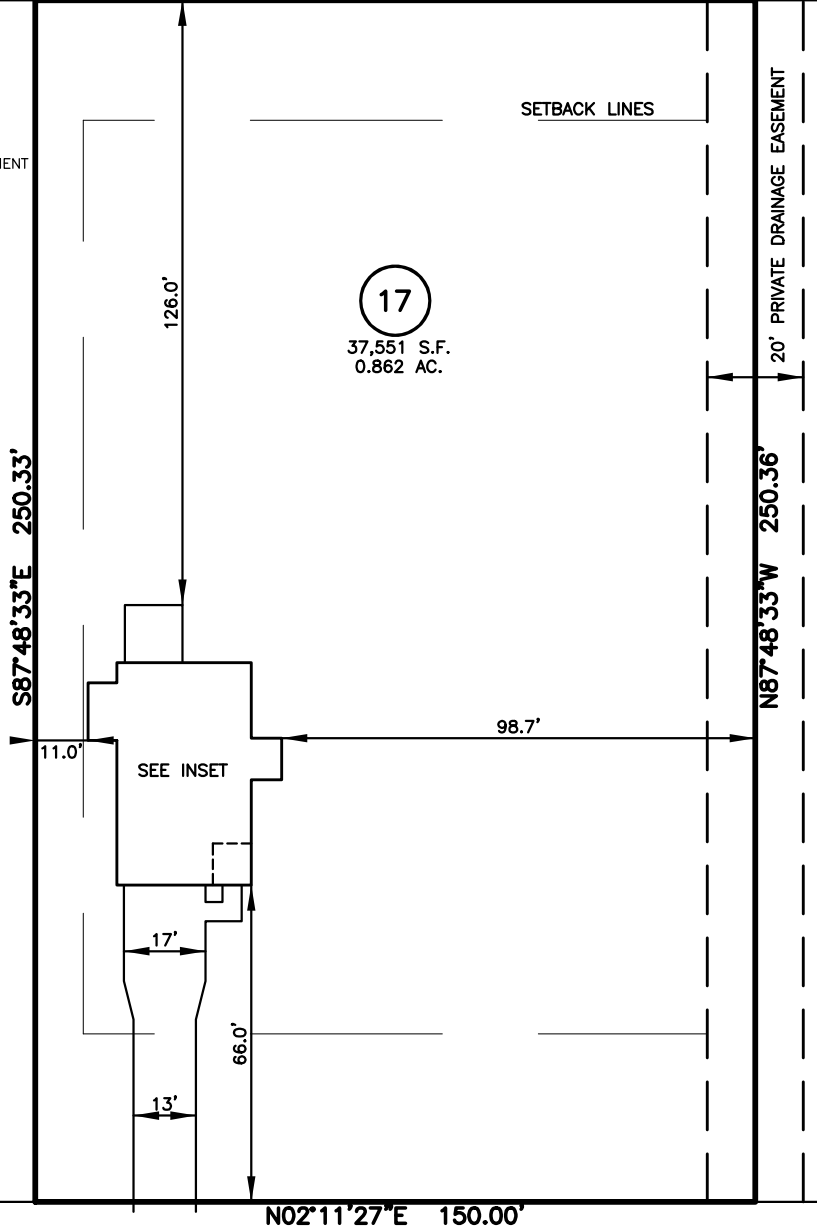 SETBACK LINES
20' PRIVATE DRAINAGE EASEMENT
126.0'
17
37,551 S.F.
0.862 AC.
S87°48'33"E 250.33'
N87°48'33"W 250.36'
98.7'
11.0'
SEE INSET
17'
66.0'
13'
N02°11'27"E 150.00'